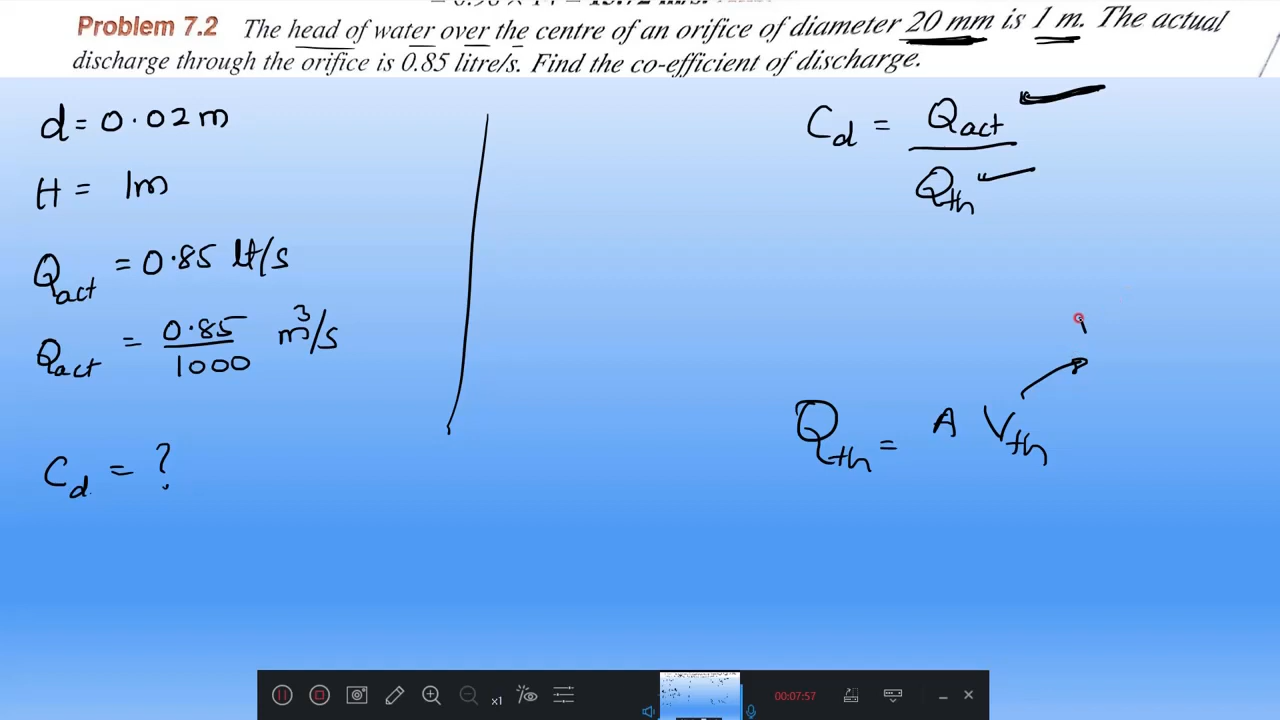 Problem 7.2 The head of water over the centre of an orifice of diameter 20 mm is 1 m. The actual
discharge through the orifice is 0.85 litre/s. Find the co-efficient of discharge.
d = 0.02 m
H = 1m
Qact = 0.85 lt/s
Qact = 0.85/1000 m³/s
Cd = ?
Cd = Qact/Qth
Qth = A Vth
x1
00:07:57